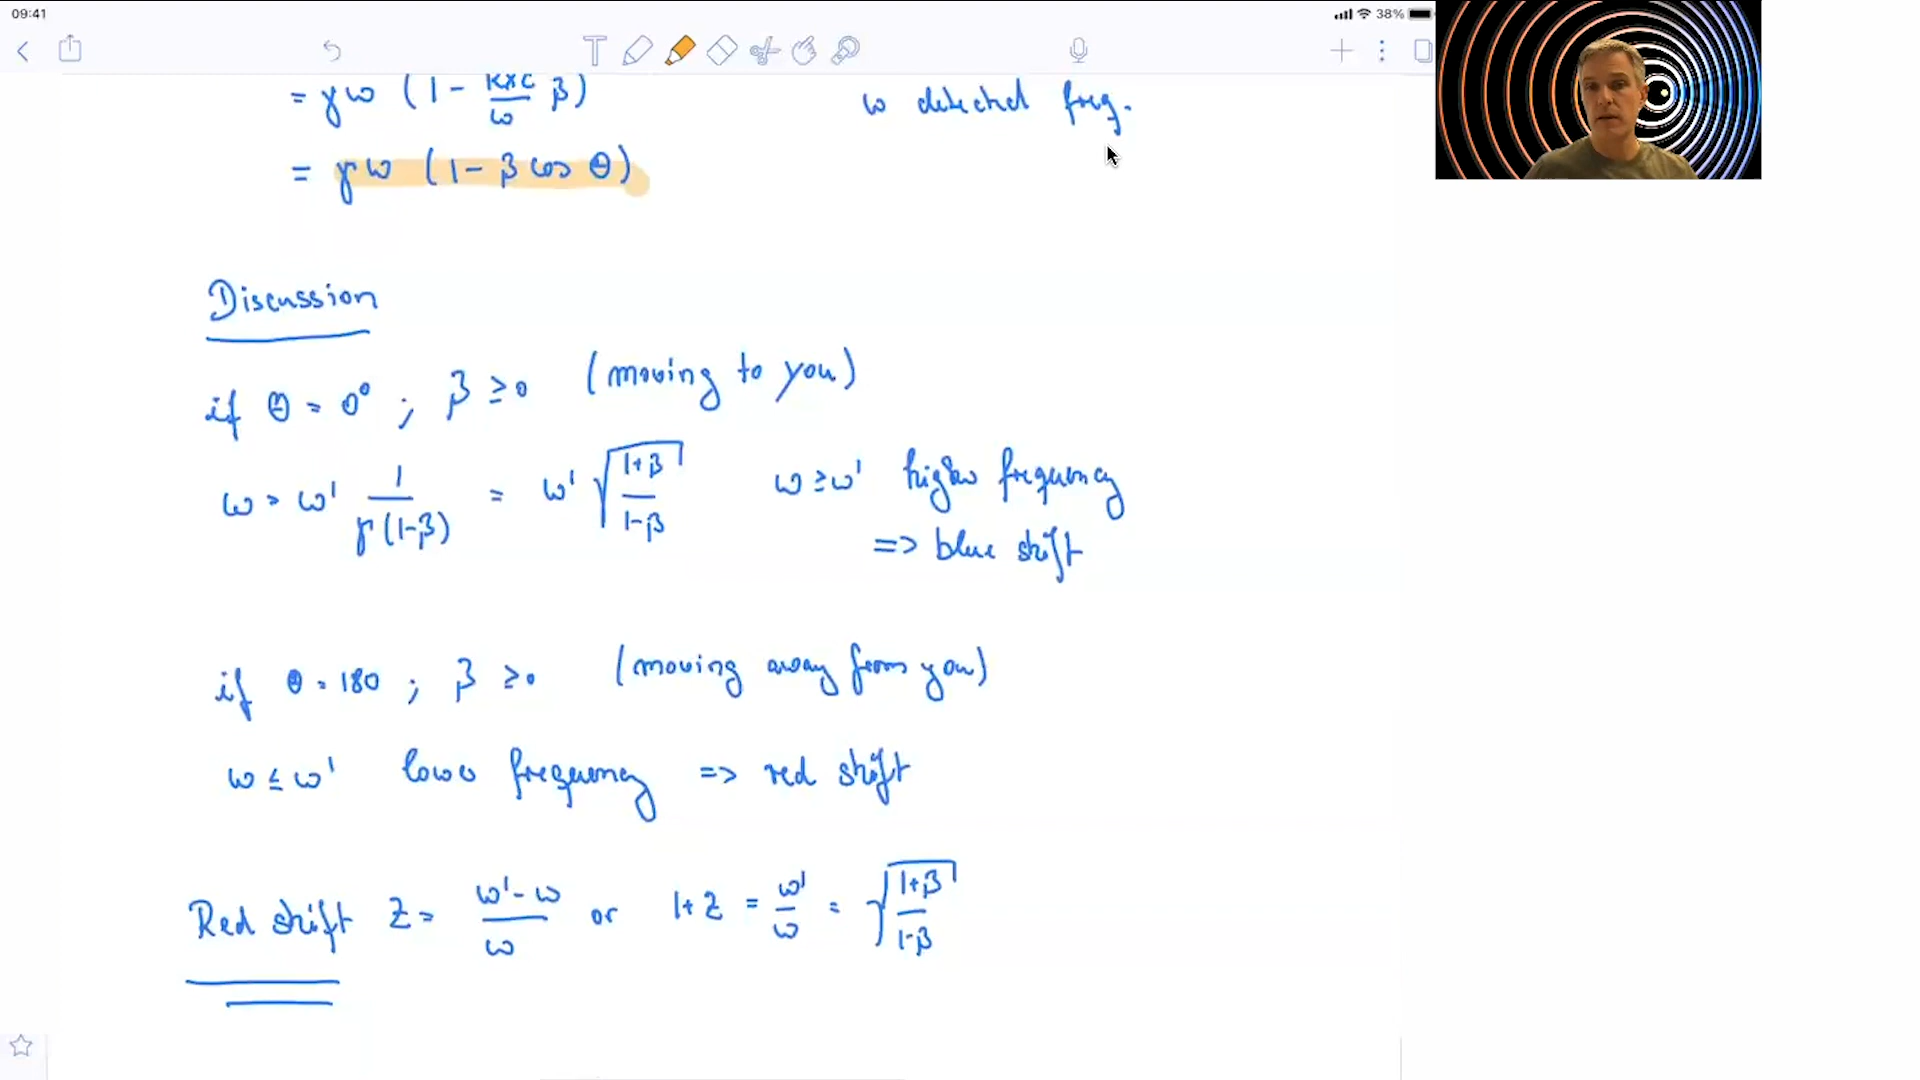 09:41
38%
= γω (1 - kxc/ω β)
ω detected freq.
= γω (1 - β cos θ)
Discussion
if θ = 0° ; β ≥ 0 (moving to you)
ω = ω' 1/γ(1-β) = ω' √(1+β/1-β) ω ≥ ω' higher frequency
=> blue shift
if θ = 180 ; β ≥ 0 (moving away from you)
ω ≤ ω' lower frequency => red shift
Red shift Z = ω'-ω/ω or 1+Z = ω'/ω = √(1+β/1-β)